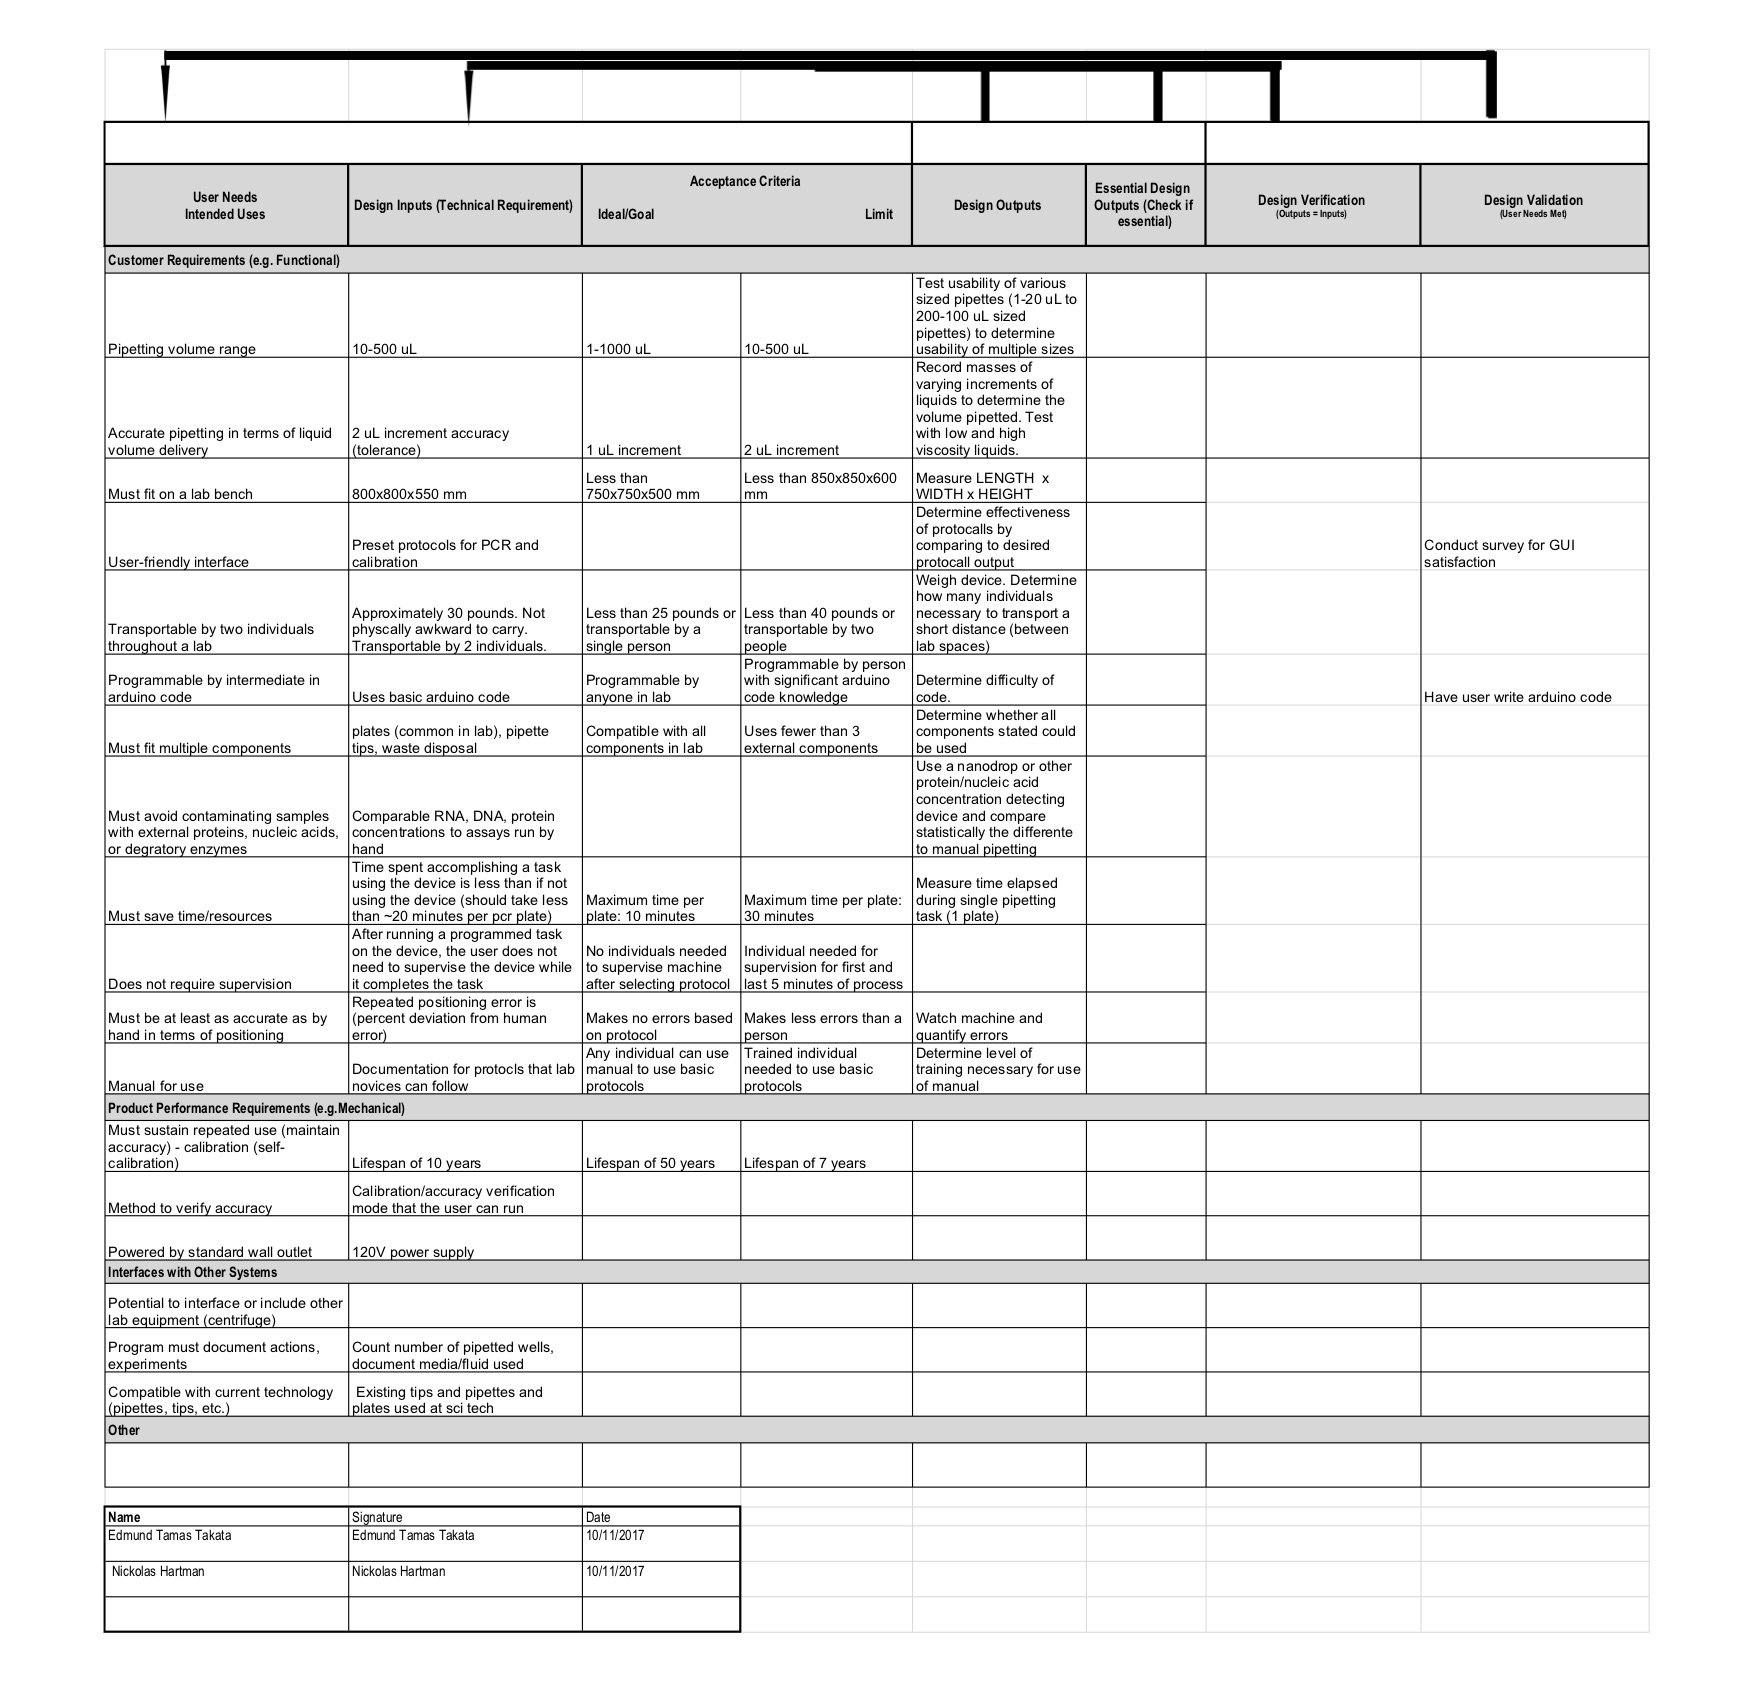 User Needs
Intended Uses
Design Inputs (Technical Requirement)
Acceptance Criteria
Ideal/Goal
Limit
Design Outputs
Essential Design
Outputs (Check if
essential)
Design Verification
(Outputs = Inputs)
Design Validation
(User Needs Met)
Customer Requirements (e.g. Functional)
Pipetting volume range
10-500 uL
1-1000 uL
10-500 uL
Test usability of various
sized pipettes (1-20 uL to
200-100 uL sized
pipettes) to determine
usability of multiple sizes
Accurate pipetting in terms of liquid
volume delivery
2 uL increment accuracy
(tolerance)
1 uL increment
2 uL increment
Record masses of
varying increments of
liquids to determine the
volume pipetted. Test
with low and high
viscosity liquids.
Must fit on a lab bench
800x800x550 mm
Less than
750x750x500 mm
Less than 850x850x600
mm
Measure LENGTH x
WIDTH x HEIGHT
User-friendly interface
Preset protocols for PCR and
calibration
Determine effectiveness
of protocalls by
comparing to desired
protocall output
Conduct survey for GUI
satisfaction
Transportable by two individuals
throughout a lab
Approximately 30 pounds. Not
physcally awkward to carry.
Transportable by 2 individuals.
Less than 25 pounds or
transportable by a
single person
Less than 40 pounds or
transportable by two
people
Weigh device. Determine
how many individuals
necessary to transport a
short distance (between
lab spaces)
Programmable by intermediate in
arduino code
Uses basic arduino code
Programmable by
anyone in lab
Programmable by person
with significant arduino
code knowledge
Determine difficulty of
code.
Have user write arduino code
Must fit multiple components
plates (common in lab), pipette
tips, waste disposal
Compatible with all
components in lab
Uses fewer than 3
external components
Determine whether all
components stated could
be used
Must avoid contaminating samples
with external proteins, nucleic acids,
or degratory enzymes
Comparable RNA, DNA, protein
concentrations to assays run by
hand
Use a nanodrop or other
protein/nucleic acid
concentration detecting
device and compare
statistically the differente
to manual pipetting
Must save time/resources
Time spent accomplishing a task
using the device is less than if not
using the device (should take less
than ~20 minutes per pcr plate)
Maximum time per
plate: 10 minutes
Maximum time per plate:
30 minutes
Measure time elapsed
during single pipetting
task (1 plate)
Does not require supervision
After running a programmed task
on the device, the user does not
need to supervise the device while
it completes the task
No individuals needed
to supervise machine
after selecting protocol
Individual needed for
supervision for first and
last 5 minutes of process
Must be at least as accurate as by
hand in terms of positioning
Repeated positioning error is
(percent deviation from human
error)
Makes no errors based
on protocol
Makes less errors than a
person
Watch machine and
quantify errors
Manual for use
Documentation for protocls that lab
novices can follow
Any individual can use
manual to use basic
protocols
Trained individual
needed to use basic
protocols
Determine level of
training necessary for use
of manual
Product Performance Requirements (e.g.Mechanical)
Must sustain repeated use (maintain
accuracy) - calibration (self-
calibration)
Lifespan of 10 years
Lifespan of 50 years
Lifespan of 7 years
Method to verify accuracy
Calibration/accuracy verification
mode that the user can run
Powered by standard wall outlet
120V power supply
Interfaces with Other Systems
Potential to interface or include other
lab equipment (centrifuge)
Program must document actions,
experiments
Count number of pipetted wells,
document media/fluid used
Compatible with current technology
(pipettes, tips, etc.)
Existing tips and pipettes and
plates used at sci tech
Other
Name
Signature
Date
Edmund Tamas Takata
Edmund Tamas Takata
10/11/2017
Nickolas Hartman
Nickolas Hartman
10/11/2017